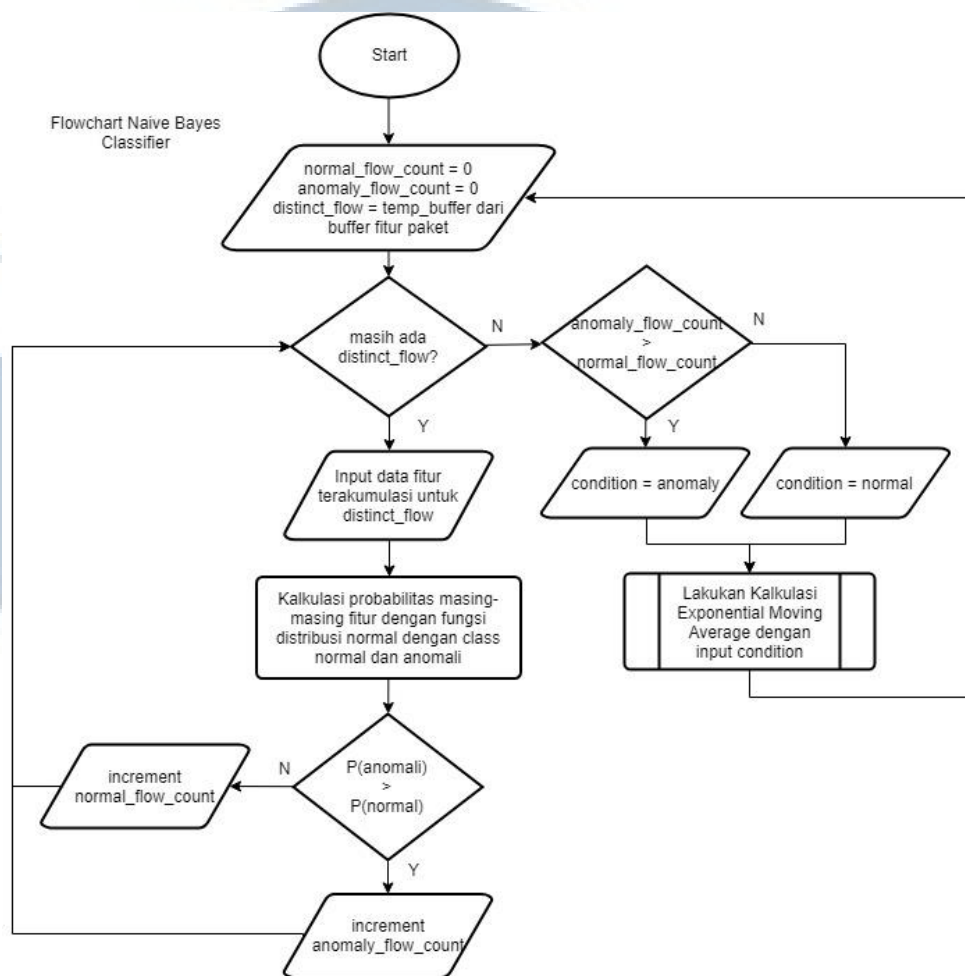 Start
Flowchart Naive Bayes
Classifier
normal_flow_count = 0
anomaly_flow_count = 0
distinct_flow = temp_buffer dari
buffer fitur paket
masih ada
distinct_flow?
N
anomaly_flow_count
>
normal_flow_count
N
Y
Y
Input data fitur
terakumulasi untuk
distinct_flow
condition = anomaly
condition = normal
Kalkulasi probabilitas masing-
masing fitur dengan fungsi
distribusi normal dengan class
normal dan anomali
Lakukan Kalkulasi
Exponential Moving
Average dengan
input condition
P(anomali)
>
P(normal)
N
increment
normal_flow_count
Y
increment
anomaly_flow_count